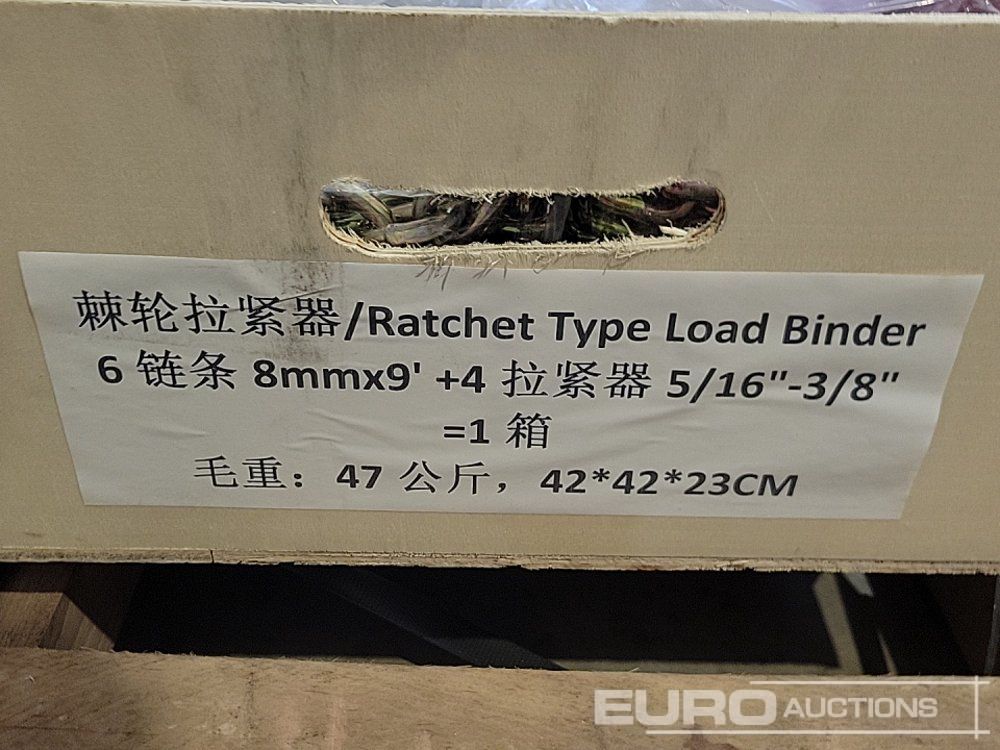 棘轮拉紧器/Ratchet Type Load Binder
6 链条 8mmx9' +4 拉紧器 5/16"-3/8"
=1 箱
毛重：47 公斤，42*42*23CM
EURO AUCTIONS